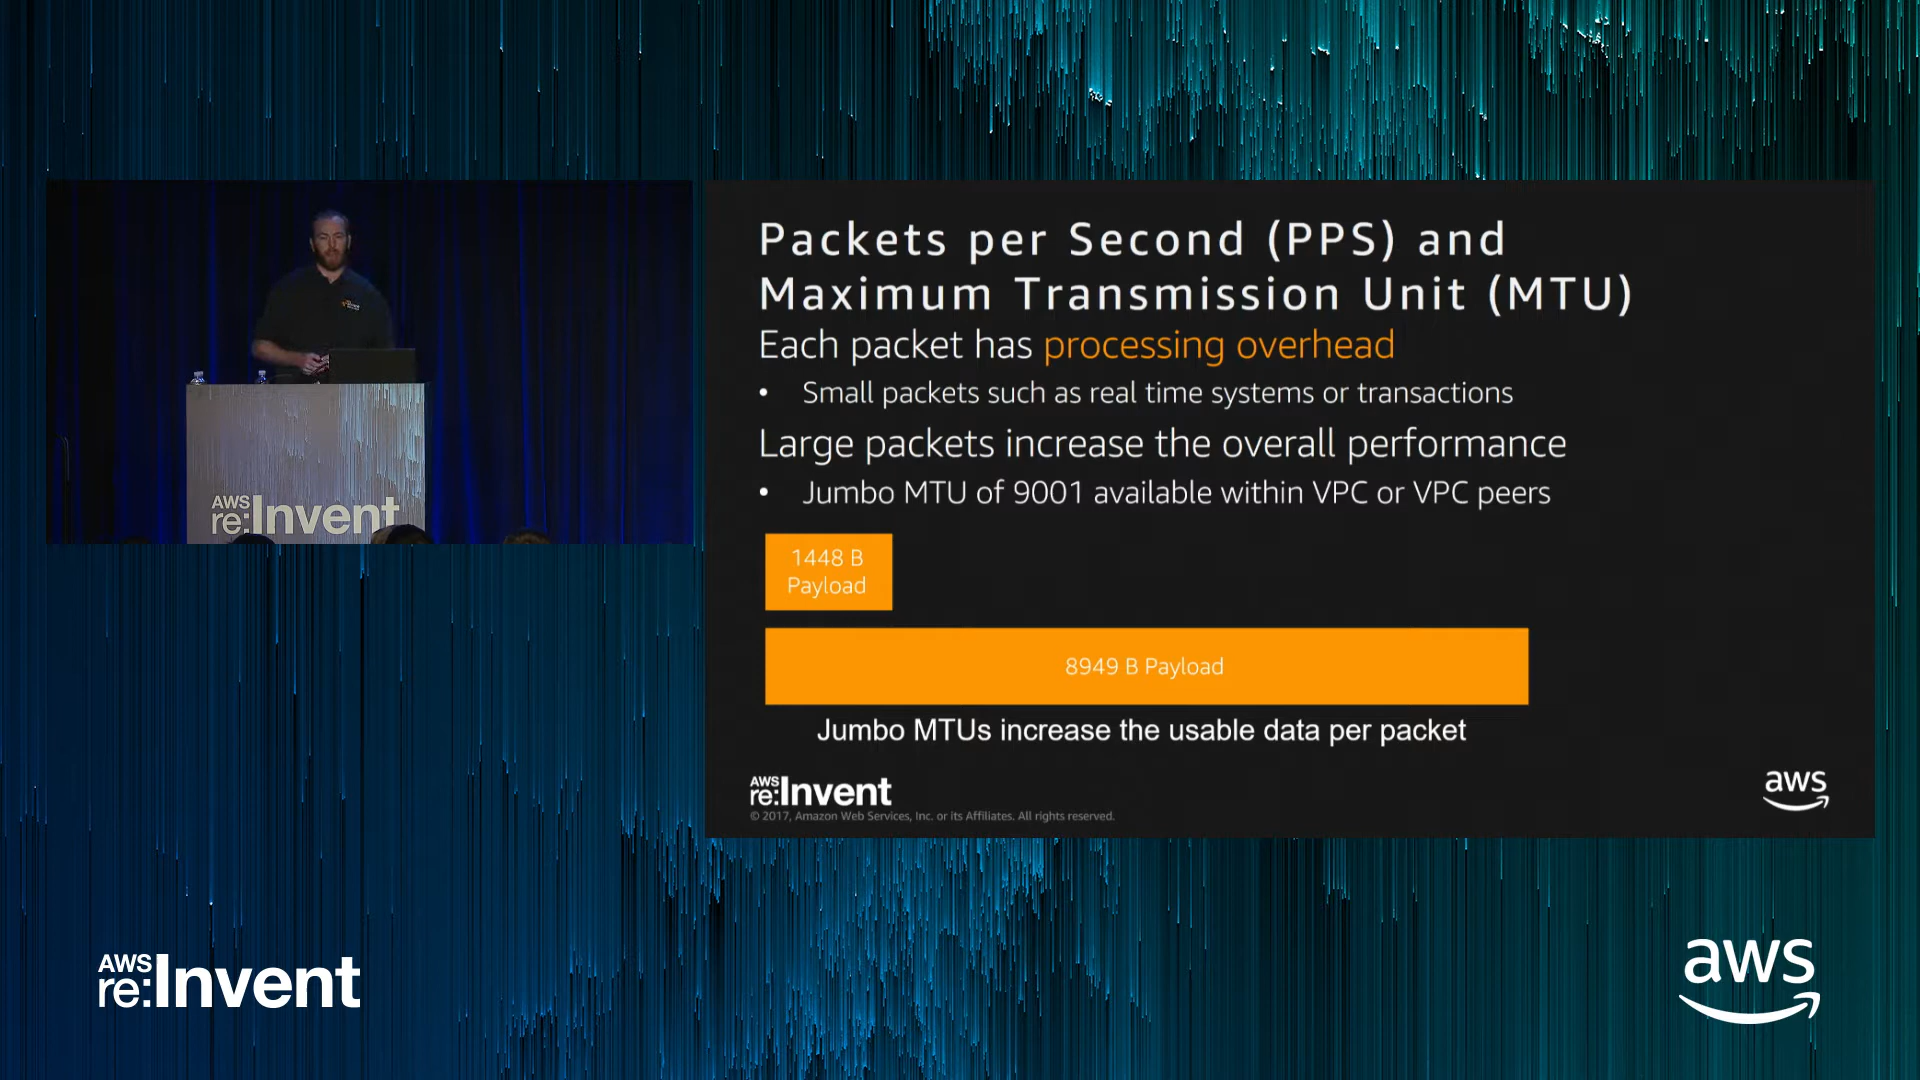 Packets per Second (PPS) and
Maximum Transmission Unit (MTU)
Each packet has processing overhead
• Small packets such as real time systems or transactions
Large packets increase the overall performance
• Jumbo MTU of 9001 available within VPC or VPC peers
1448 B
Payload
8949 B Payload
Jumbo MTUs increase the usable data per packet
AWS
re:Invent
© 2017, Amazon Web Services, Inc. or its Affiliates. All rights reserved.
aws
AWS
re:Invent
AWS
re:Invent
aws